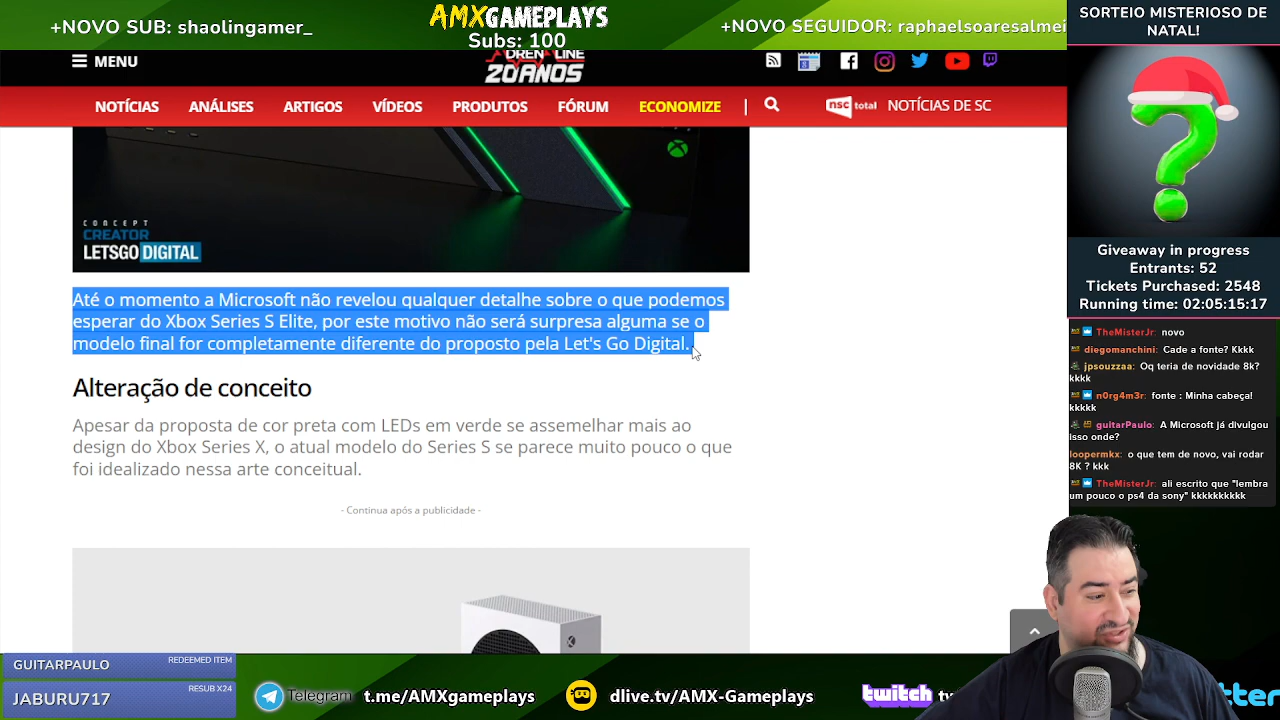 +NOVO SUB: shaolingamer_
AMXGAMEPLAYS
Subs: 100
+NOVO SEGUIDOR: raphaelsoaresalmei
SORTEIO MISTERIOSO DE
NATAL!
MENU
ADRENALINE
20 ANOS
NOTÍCIAS
ANÁLISES
ARTIGOS
VÍDEOS
PRODUTOS
FÓRUM
ECONOMIZE
nsc total
NOTÍCIAS DE SC
CONCEPT
CREATOR
LETSGO DIGITAL
Até o momento a Microsoft não revelou qualquer detalhe sobre o que podemos
esperar do Xbox Series S Elite, por este motivo não será surpresa alguma se o
modelo final for completamente diferente do proposto pela Let's Go Digital.
Alteração de conceito
Apesar da proposta de cor preta com LEDs em verde se assemelhar mais ao
design do Xbox Series X, o atual modelo do Series S se parece muito pouco o que
foi idealizado nessa arte conceitual.
- Continua após a publicidade -
Giveaway in progress
Entrants: 52
Tickets Purchased: 2548
Running time: 02:05:15:17
TheMisterJr: novo
diegomanchini: Cade a fonte? Kkkk
jpsouzzaa: Oq teria de novidade 8k?
kkkk
n0rg4m3r: fonte : Minha cabeça!
kkkkk
guitarPaulo: A Microsoft já divulgou
isso onde?
loopermkx: o que tem de novo, vai rodar
8K ? kkk
TheMisterJr: ali escrito que "lembra
um pouco o ps4 da sony" kkkkkkkkkk
GUITARPAULO
REDEEMED ITEM
JABURU717
RESUB X24
Telegram
t.me/AMXgameplays
dlive.tv/AMX-Gameplays
twitch
tv
tter